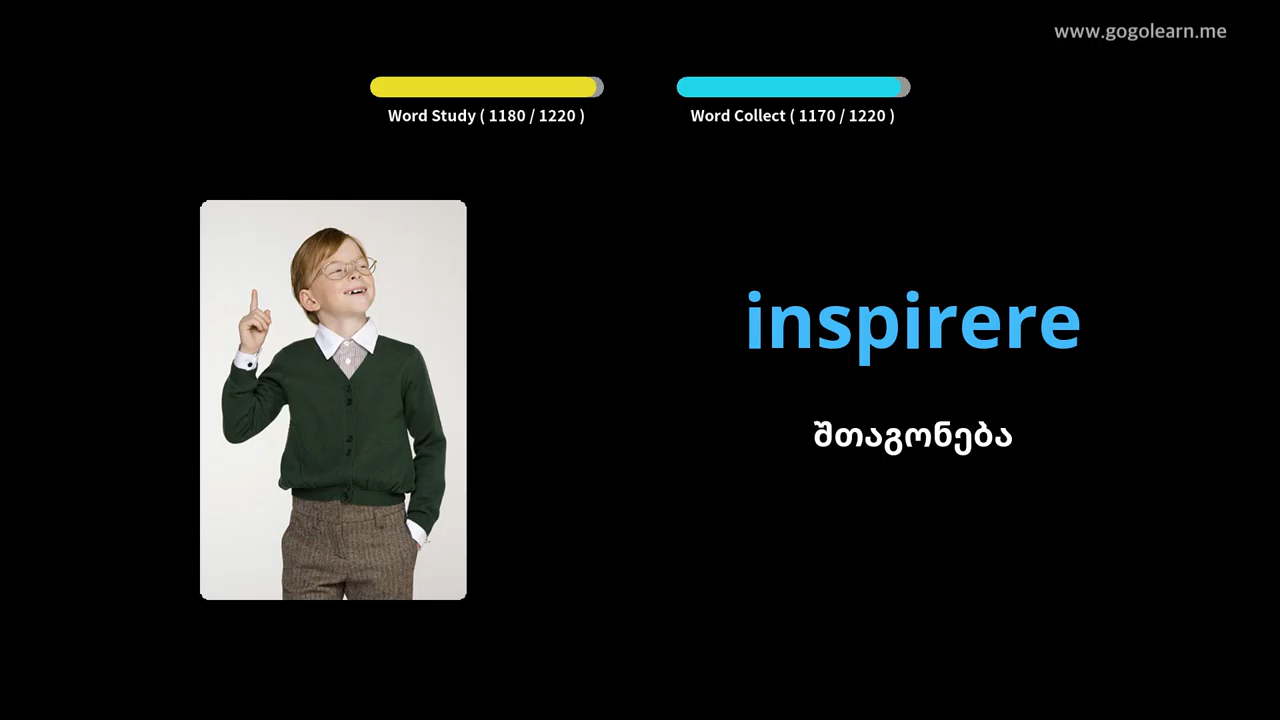 www.gogolearn.me
Word Study ( 1180 / 1220 )
Word Collect ( 1170 / 1220 )
inspirere
შთაგონება